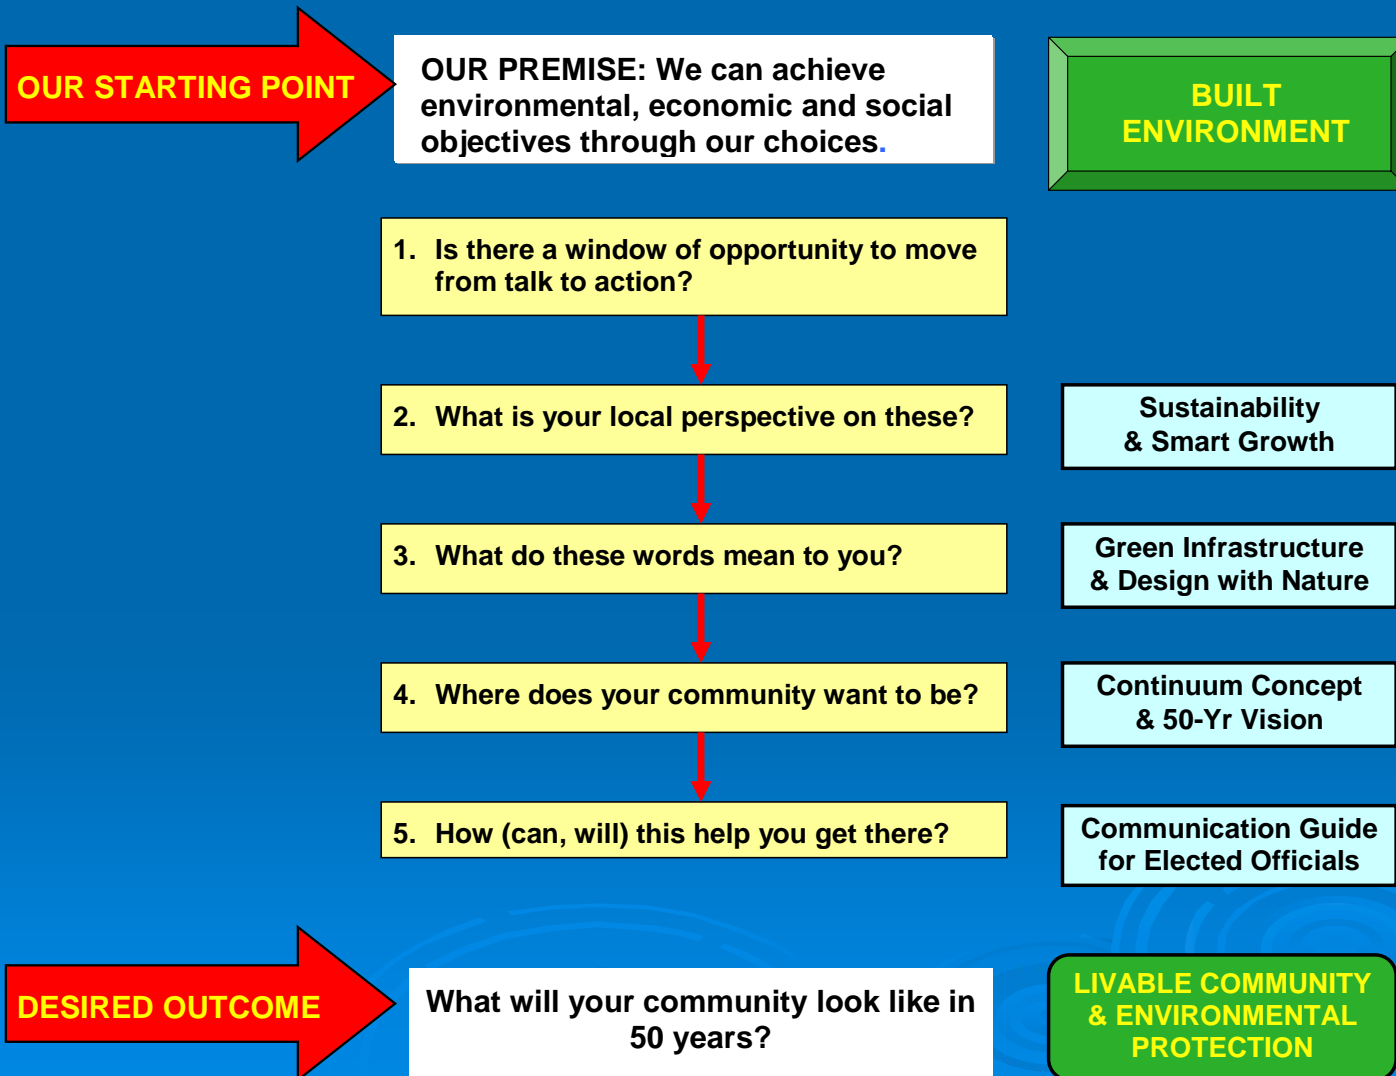 OUR STARTING POINT
OUR PREMISE: We can achieve
environmental, economic and social
objectives through our choices.
BUILT
ENVIRONMENT
1. Is there a window of opportunity to move
from talk to action?
2. What is your local perspective on these?
Sustainability
& Smart Growth
3. What do these words mean to you?
Green Infrastructure
& Design with Nature
4. Where does your community want to be?
Continuum Concept
& 50-Yr Vision
5. How (can, will) this help you get there?
Communication Guide
for Elected Officials
DESIRED OUTCOME
What will your community look like in
50 years?
LIVABLE COMMUNITY
& ENVIRONMENTAL
PROTECTION